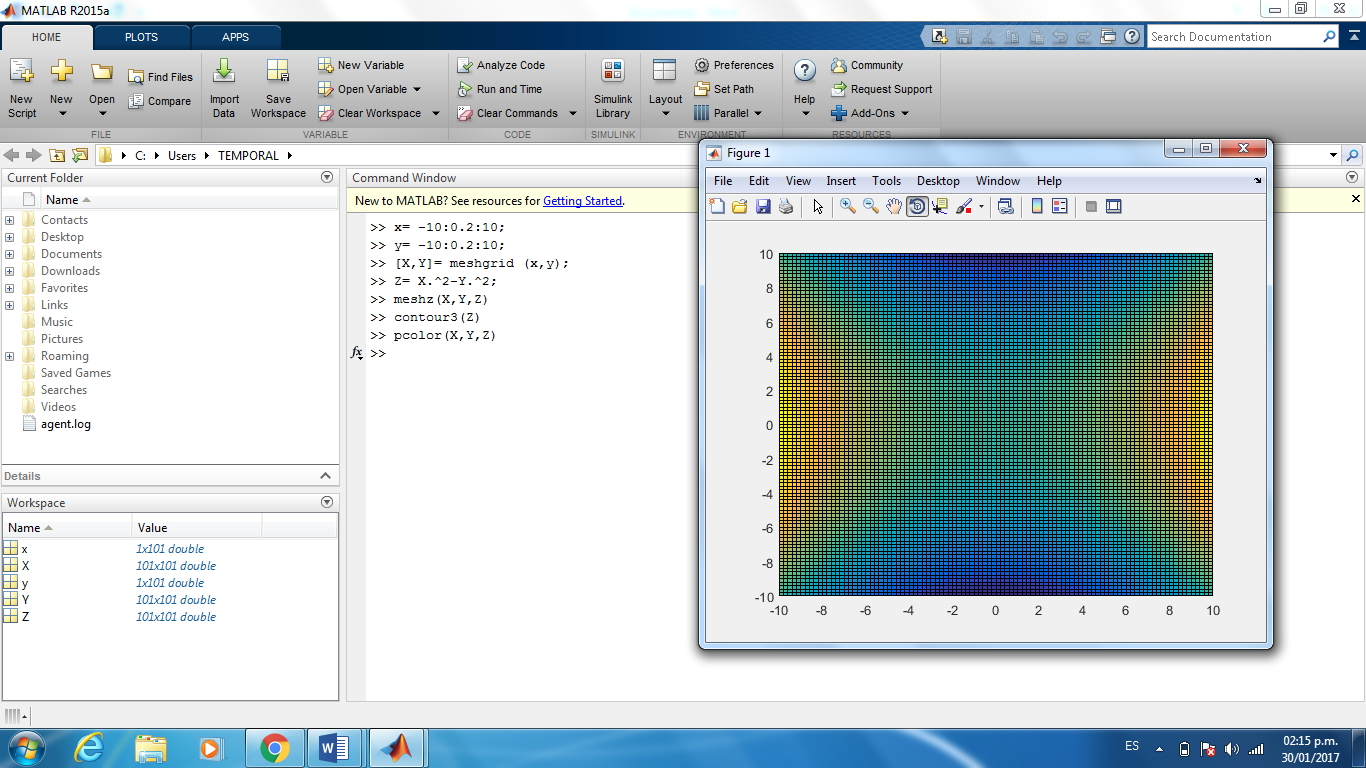 MATLAB R2015a
HOME PLOTS APPS
Search Documentation
New Script
New
Open
Find Files
Compare
Import Data
Save Workspace
New Variable
Open Variable
Clear Workspace
Analyze Code
Run and Time
Clear Commands
Simulink Library
Layout
Preferences
Set Path
Parallel
Help
Community
Request Support
Add-Ons
FILE VARIABLE CODE SIMULINK ENVIRONMENT RESOURCES
C: Users TEMPORAL
Current Folder
Name
Contacts
Desktop
Documents
Downloads
Favorites
Links
Music
Pictures
Roaming
Saved Games
Searches
Videos
agent.log
Details
Workspace
Name Value
x 1x101 double
X 101x101 double
y 1x101 double
Y 101x101 double
Z 101x101 double
Command Window
New to MATLAB? See resources for Getting Started.
>> x= -10:0.2:10;
>> y= -10:0.2:10;
>> [X,Y]= meshgrid (x,y);
>> Z= X.^2-Y.^2;
>> meshz(X,Y,Z)
>> contour3(Z)
>> pcolor(X,Y,Z)
fx >>
Figure 1
File Edit View Insert Tools Desktop Window Help
10
8
6
4
2
0
-2
-4
-6
-8
-10
-10 -8 -6 -4 -2 0 2 4 6 8 10
ES
02:15 p.m.
30/01/2017